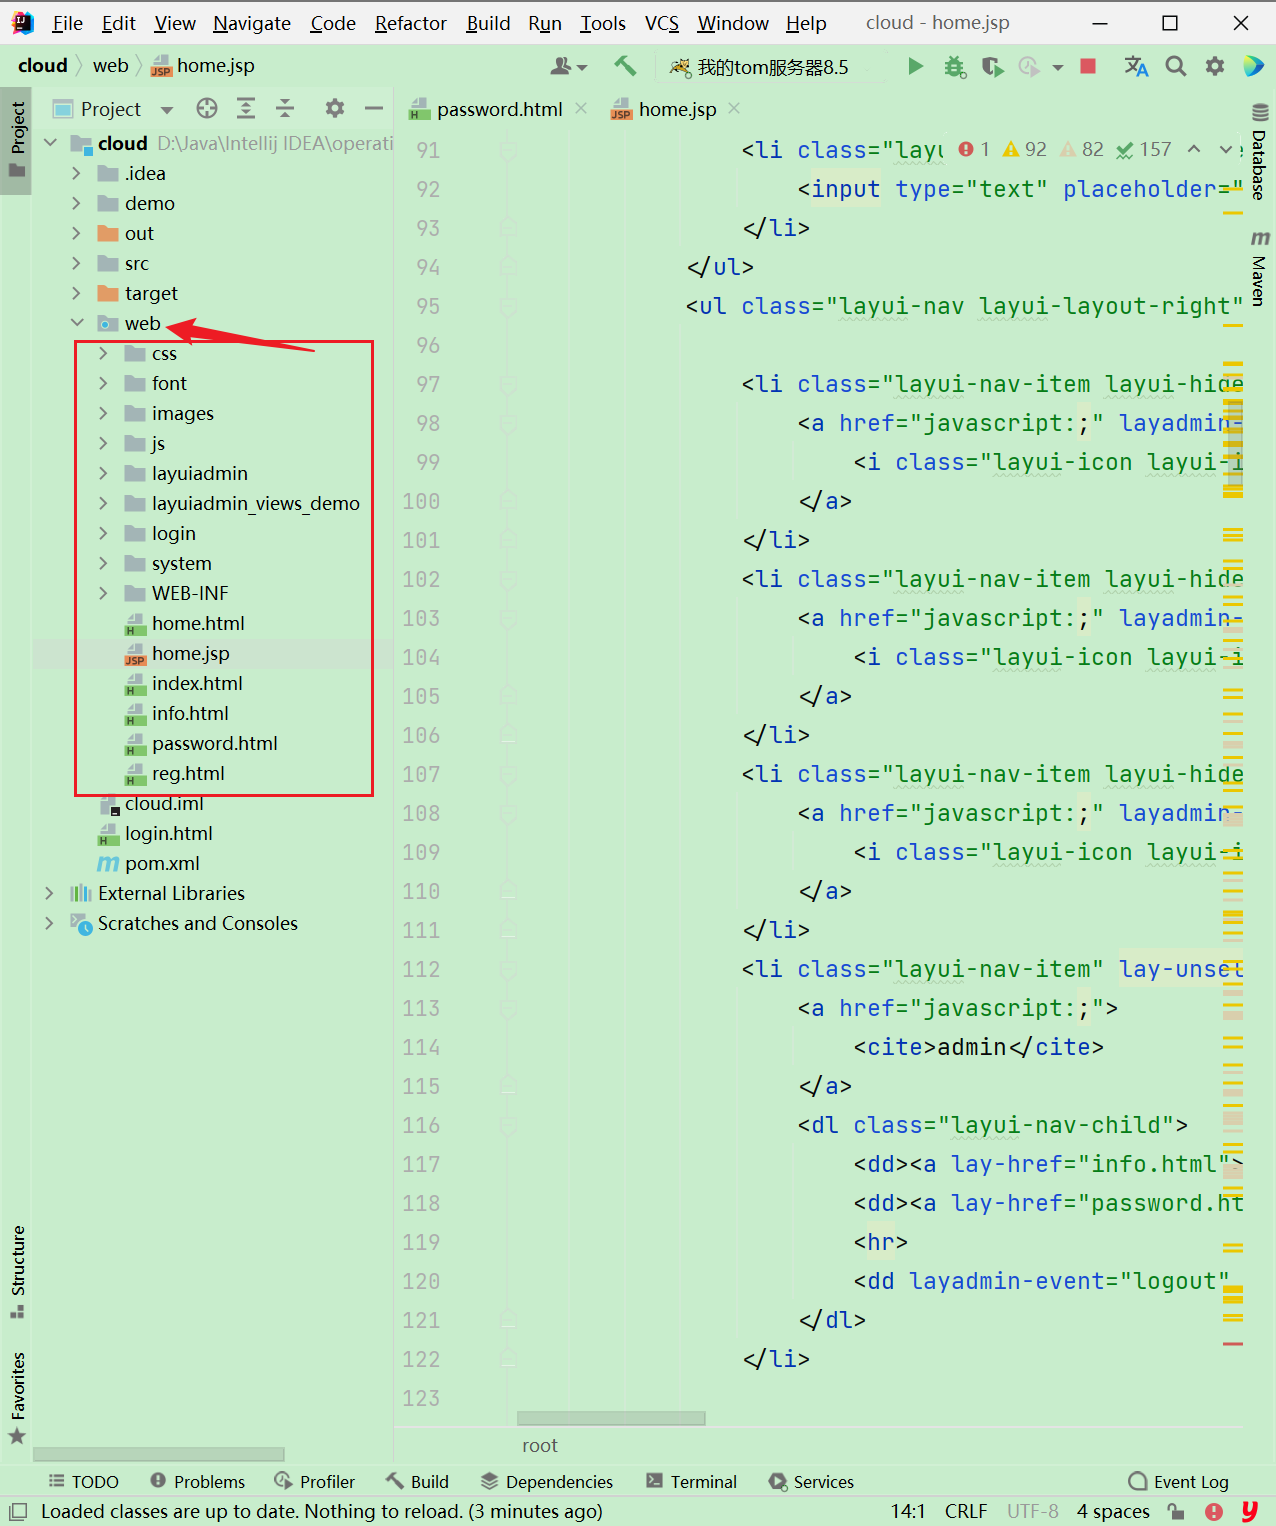 File Edit View Navigate Code Refactor Build Run Tools VCS Window Help cloud - home.jsp
cloud web home.jsp 我的tom服务器8.5
Project
Project
password.html home.jsp
cloud D:\Java\Intellij IDEA\operati
.idea
demo
out
src
target
web
css
font
images
js
layuiadmin
layuiadmin_views_demo
login
system
WEB-INF
home.html
home.jsp
index.html
info.html
password.html
reg.html
cloud.iml
login.html
pom.xml
External Libraries
Scratches and Consoles
1 92 82 157
91 <li class="layu
92 <input type="text" placeholder="
93 </li>
94 </ul>
95 <ul class="layui-nav layui-layout-right"
96
97 <li class="layui-nav-item layui-hide
98 <a href="javascript:;" layadmin-
99 <i class="layui-icon layui-i
100 </a>
101 </li>
102 <li class="layui-nav-item layui-hide
103 <a href="javascript:;" layadmin-
104 <i class="layui-icon layui-i
105 </a>
106 </li>
107 <li class="layui-nav-item layui-hide
108 <a href="javascript:;" layadmin-
109 <i class="layui-icon layui-i
110 </a>
111 </li>
112 <li class="layui-nav-item" lay-unsel
113 <a href="javascript:;">
114 <cite>admin</cite>
115 </a>
116 <dl class="layui-nav-child">
117 <dd><a lay-href="info.html">
118 <dd><a lay-href="password.ht
119 <hr>
120 <dd layadmin-event="logout"
121 </dl>
122 </li>
123
root
Database
Maven
Structure
Favorites
TODO Problems Profiler Build Dependencies Terminal Services Event Log
Loaded classes are up to date. Nothing to reload. (3 minutes ago) 14:1 CRLF UTF-8 4 spaces